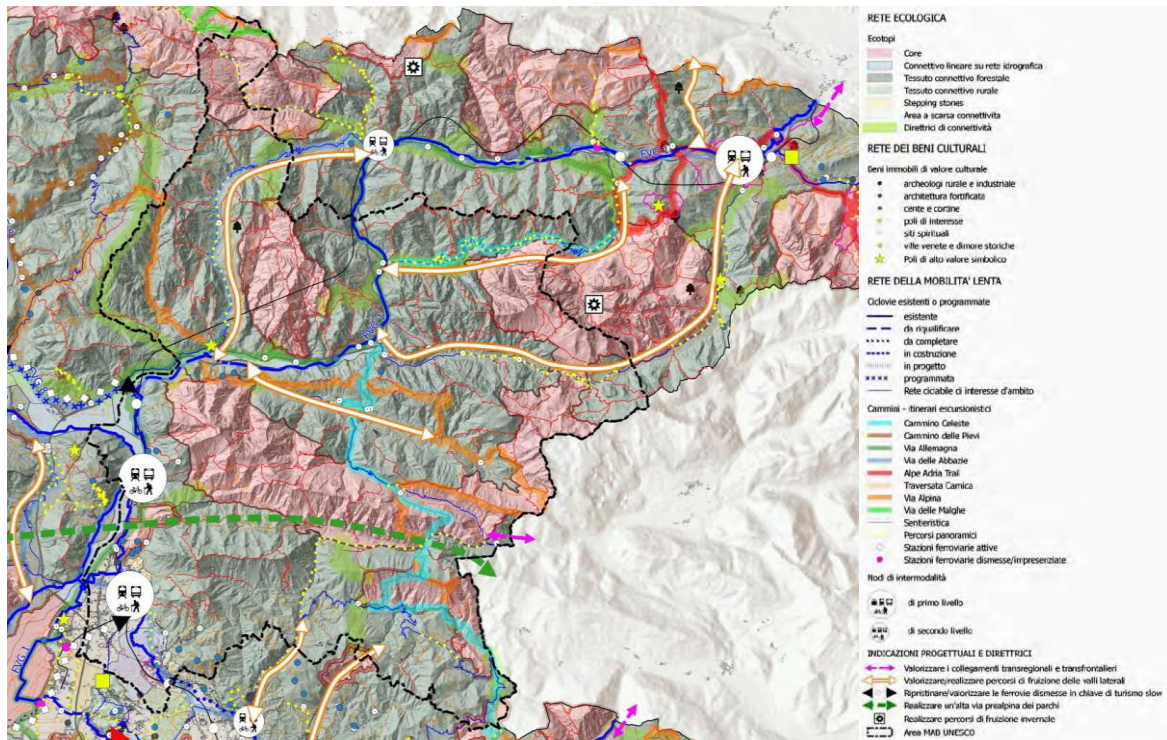 RETE ECOLOGICA
Ecotopi
Core
Connettivo lineare su rete idrografica
Tessuto connettivo forestale
Tessuto connettivo rurale
Stepping stones
Area a scarsa connettivita
Direttrici di connettività
RETE DEI BENI CULTURALI
Beni immobili di valore culturale
archeologi rurale e industriale
architettura fortificata
cente e cortine
poli di interesse
siti spirituali
ville venete e dimore storiche
Poli di alto valore simbolico
RETE DELLA MOBILITA' LENTA
Ciclovie esistenti o programmate
esistente
da riqualificare
da completare
in costruzione
in progetto
programmata
Rete ciclabile di interesse d'ambito
Cammini - itinerari escursionistici
Cammino Celeste
Cammino delle Pievi
Via Allemagna
Via delle Abbazie
Alpe Adria Trail
Traversata Carnica
Via Alpina
Via delle Malghe
Sentieristica
Percorsi panoramici
Stazioni ferroviarie attive
Stazioni ferroviarie dismesse/impresenziate
Nodi di intermodalità
di primo livello
di secondo livello
INDICAZIONI PROGETTUALI E DIRETTRICI
Valorizzare i collegamenti transregionali e transfrontalieri
Valorizzare/realizzare percorsi di fruizione delle valli laterali
Ripristinare/valorizzare le ferrovie dismesse in chiave di turismo slow
Realizzare un'alta via prealpina dei parchi
Realizzare percorsi di fruizione invernale
Area MAB UNESCO
FVG 1